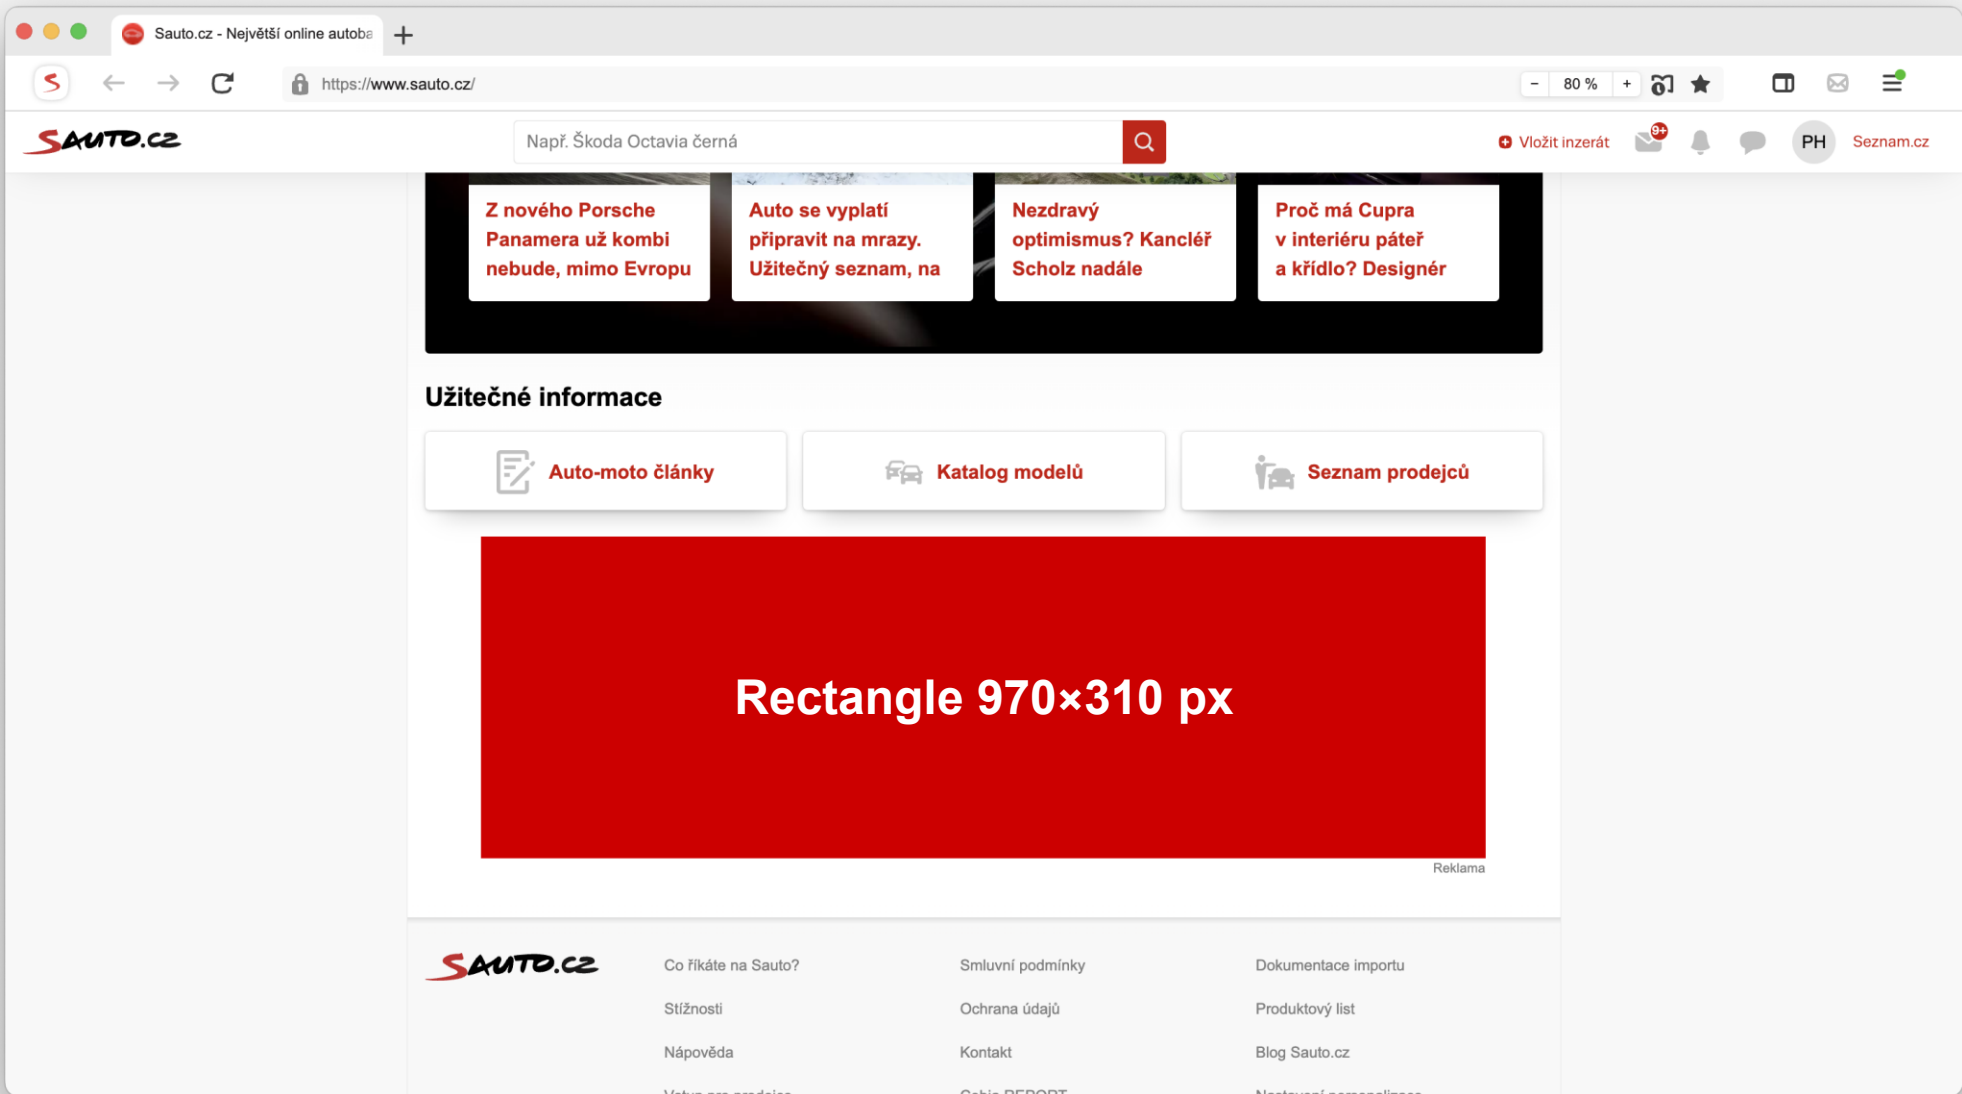 Sauto.cz - Největší online autoba
https://www.sauto.cz/
80 %
SAUTO.CZ
Např. Škoda Octavia černá
Vložit inzerát
9+
PH
Seznam.cz
Z nového Porsche
Panamera už kombi
nebude, mimo Evropu
Auto se vyplatí
připravit na mrazy.
Užitečný seznam, na
Nezdravý
optimismus? Kancléř
Scholz nadále
Proč má Cupra
v interiéru páteř
a křídlo? Designér
Užitečné informace
Auto-moto články
Katalog modelů
Seznam prodejců
Rectangle 970×310 px
Reklama
SAUTO.CZ
Co říkáte na Sauto?
Smluvní podmínky
Dokumentace importu
Stížnosti
Ochrana údajů
Produktový list
Nápověda
Kontakt
Blog Sauto.cz